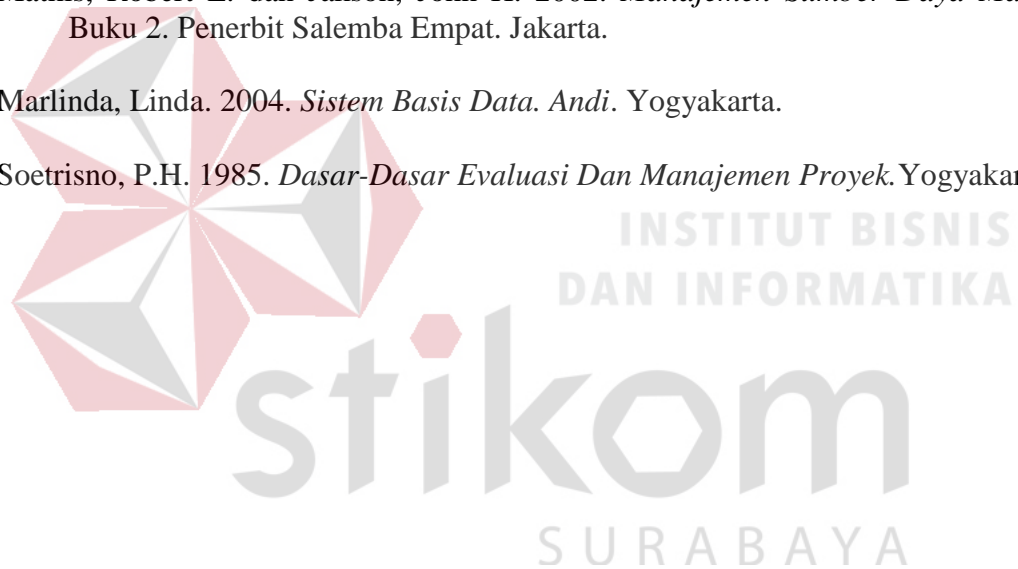 Buku 2. Penerbit Salemba Empat. Jakarta.
Marlinda, Linda. 2004. Sistem Basis Data. Andi. Yogyakarta.
Soetrisno, P.H. 1985. Dasar-Dasar Evaluasi Dan Manajemen Proyek.Yogyakar
INSTITUT BISNIS
DAN INFORMATIKA
stikom
SURABAYA